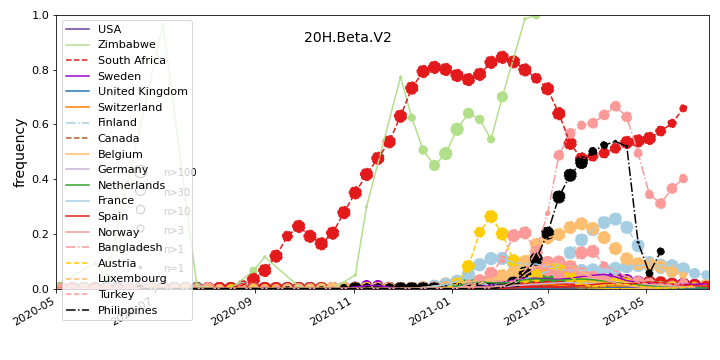 20H.Beta.V2
frequency
1.0
0.8
0.6
0.4
0.2
0.0
USA
Zimbabwe
South Africa
Sweden
United Kingdom
Switzerland
Finland
Canada
Belgium
Germany
Netherlands
France
Spain
Norway
Bangladesh
Austria
Luxembourg
Turkey
Philippines
n>100
n>30
n>10
n>3
n>1
n=1
2020-05
2020-07
2020-09
2020-11
2021-01
2021-03
2021-05